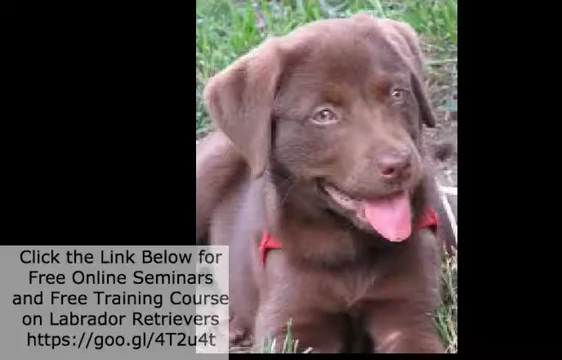 Click the Link Below for
Free Online Seminars
and Free Training Course
on Labrador Retrievers
https://goo.gl/4T2u4t